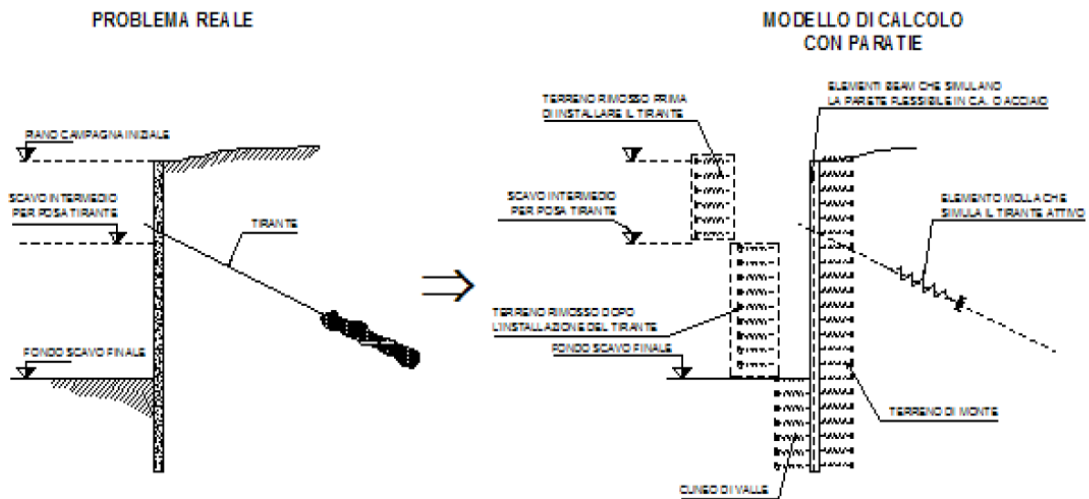 PROBLEMA REALE
PIANO CAMPAGNA INIZIALE
SCAVO INTERMEDIO
PER POSA TIRANTE
TIRANTE
FONDO SCAVO FINALE
MODELLO DI CALCOLO
CON PARATIE
TERRENO RIMOSSO PRIMA
DI INSTALLARE IL TIRANTE
ELEMENTI BEAM CHE SIMULANO
LA PARETE FLESSIBILE IN C.A. O ACCIAIO
SCAVO INTERMEDIO
PER POSA TIRANTE
ELEMENTO MOLLA CHE
SIMULA IL TIRANTE ATTIVO
TERRENO RIMOSSO DOPO
L'INSTALLAZIONE DEL TIRANTE
FONDO SCAVO FINALE
TERRENO DI MONTE
CUNEO DI VALLE